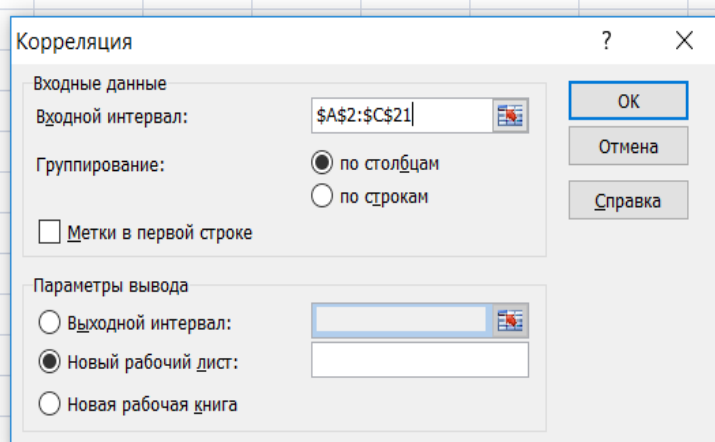 Корреляция ?
Входные данные
Входной интервал: $A$2:$C$21
ОК
Группирование: по столбцам
Отмена
по строкам
Справка
Метки в первой строке
Параметры вывода
Выходной интервал:
Новый рабочий лист:
Новая рабочая книга